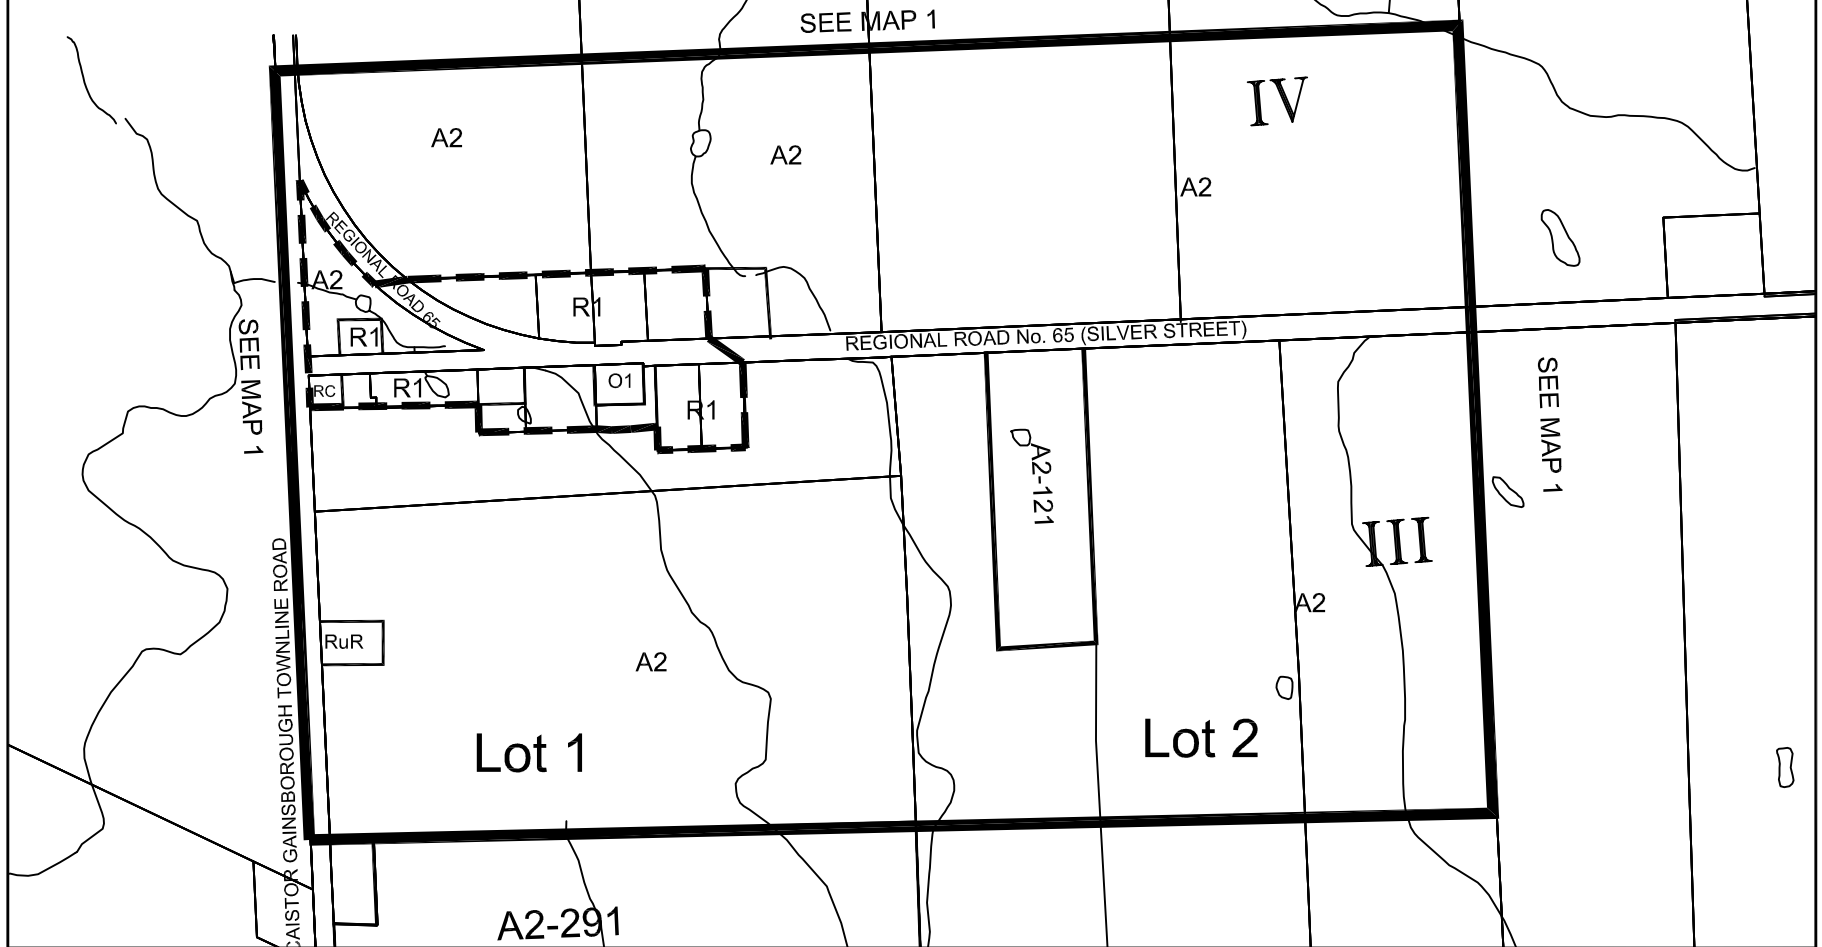 SEE MAP 1
IV
A2
A2
A2
REGIONAL ROAD 65
A2
R1
SEE MAP 1
R1
REGIONAL ROAD No. 65 (SILVER STREET)
RC
R1
O1
R1
SEE MAP 1
A2-121
III
CAISTOR GAINSBOROUGH TOWNLINE ROAD
A2
RuR
A2
Lot 1
Lot 2
A2-291